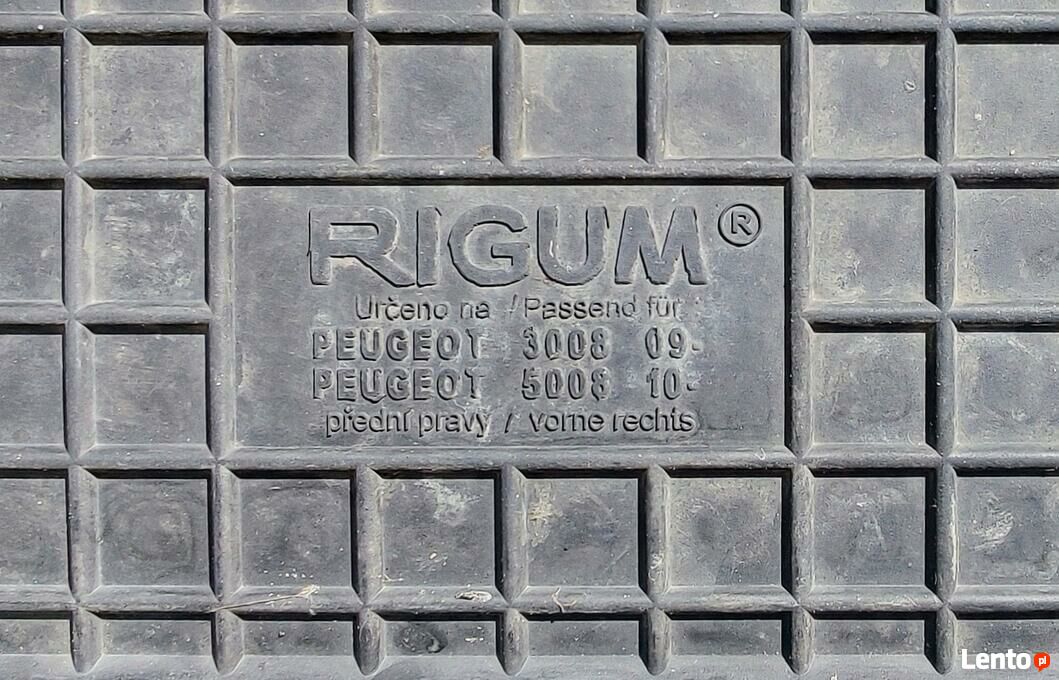 RIGUM®
Určeno na / Passend für
PEUGEOT 3008 09-
PEUGEOT 5008 10-
přední pravý / vorne rechts
Lento.pl